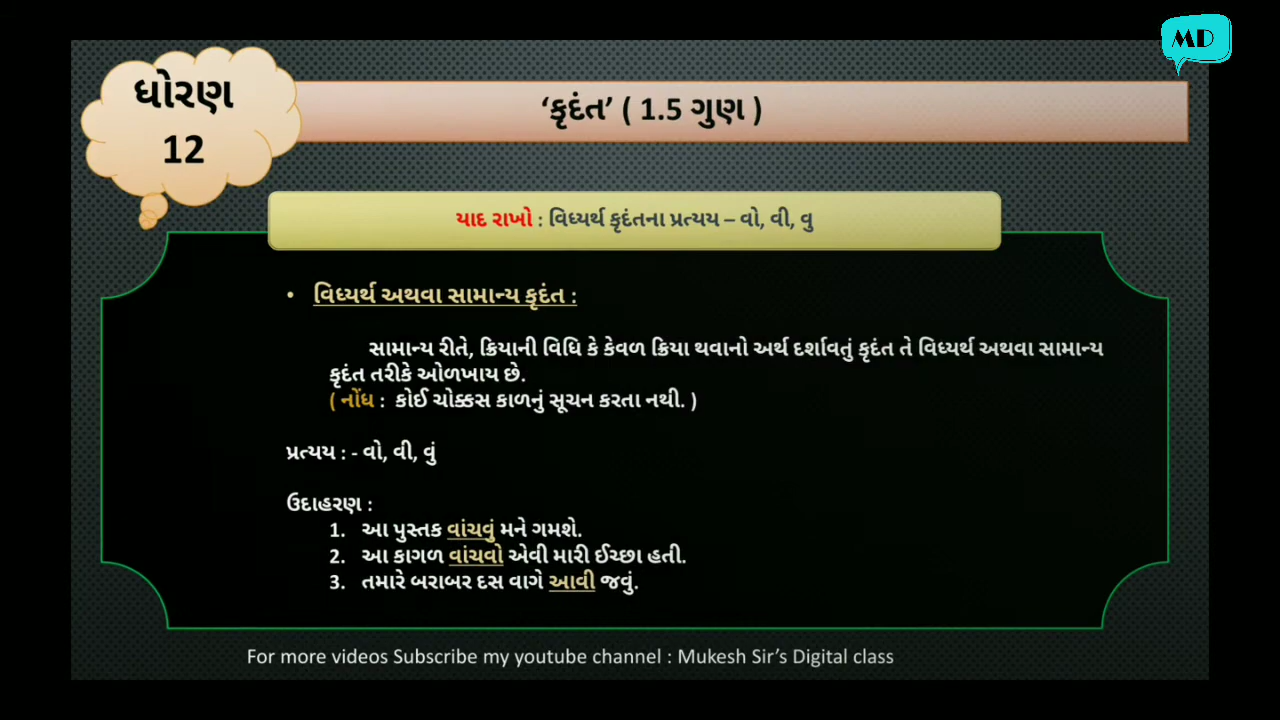 MD
ધોરણ
12
‘કૃદંત’ ( 1.5 ગુણ )
યાદ રાખો : વિધ્યર્થ કૃદંતના પ્રત્યય – વો, વી, વુ
• વિધ્યર્થ અથવા સામાન્ય કૃદંત :
સામાન્ય રીતે, ક્રિયાની વિધિ કે કેવળ ક્રિયા થવાનો અર્થ દર્શાવતું કૃદંત તે વિધ્યર્થ અથવા સામાન્ય
કૃદંત તરીકે ઓળખાય છે.
( નોંધ : કોઈ ચોક્કસ કાળનું સૂચન કરતા નથી. )
પ્રત્યય : - વો, વી, વું
ઉદાહરણ :
1. આ પુસ્તક વાંચવું મને ગમશે.
2. આ કાગળ વાંચવો એવી મારી ઈચ્છા હતી.
3. તમારે બરાબર દસ વાગે આવી જવું.
For more videos Subscribe my youtube channel : Mukesh Sir’s Digital class